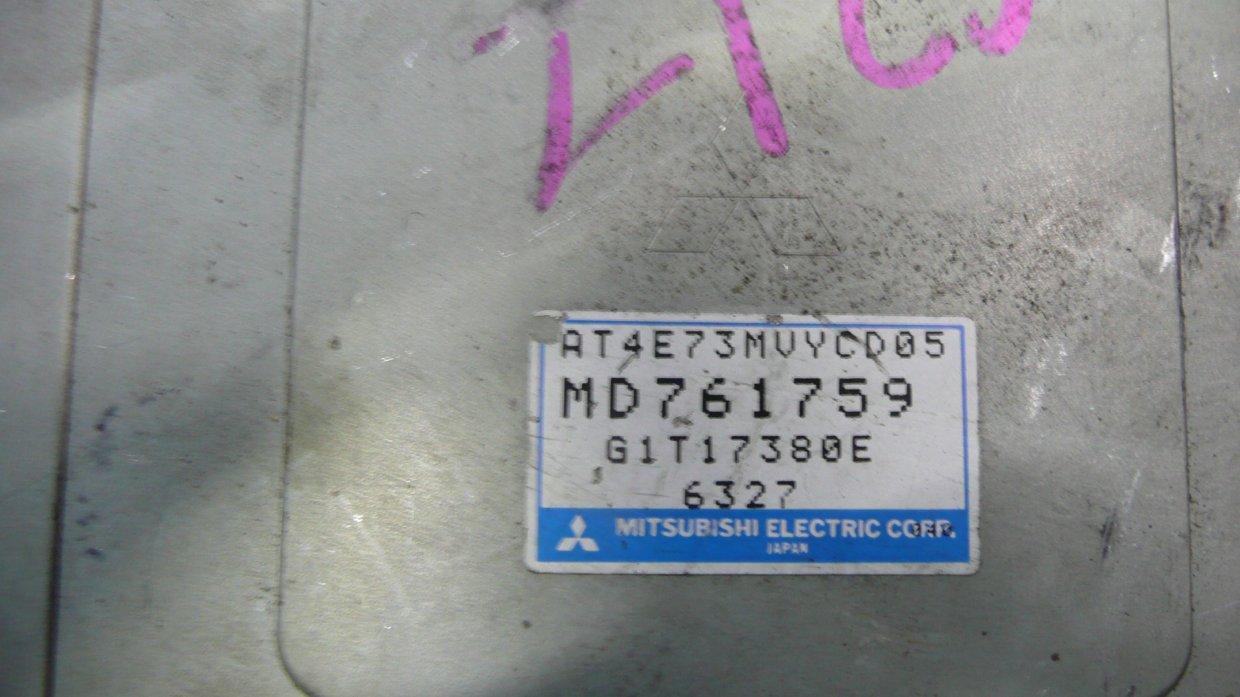 AT4E73MVYCD05
MD761759
G1T17380E
6327
MITSUBISHI ELECTRIC CORP.
JAPAN